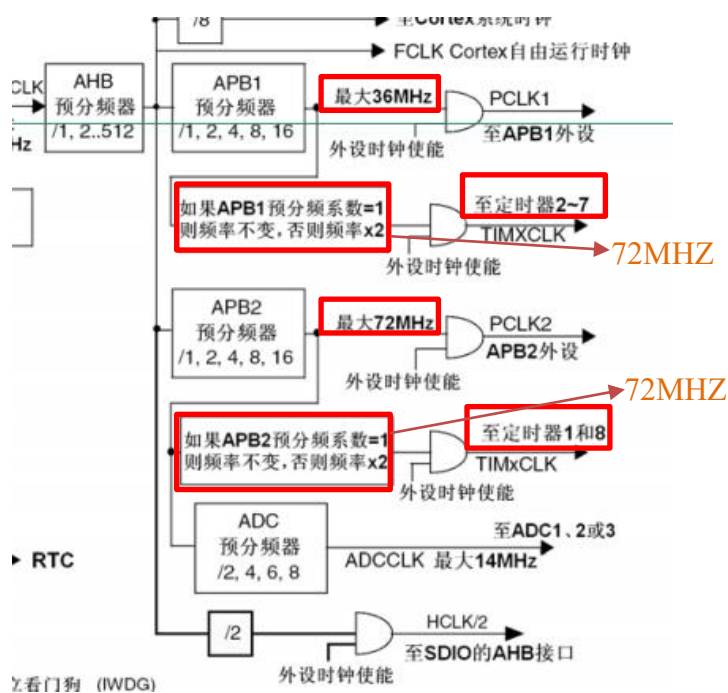 /8
至Cortex系统时钟
FCLK Cortex自由运行时钟
CLK
Hz
AHB
预分频器
/1, 2..512
APB1
预分频器
/1, 2, 4, 8, 16
最大36MHz
PCLK1
至APB1外设
外设时钟使能
如果APB1预分频系数=1
则频率不变,否则频率x2
至定时器2~7
TIMXCLK
外设时钟使能
72MHZ
APB2
预分频器
/1, 2, 4, 8, 16
最大72MHz
PCLK2
APB2外设
外设时钟使能
72MHZ
如果APB2预分频系数=1
则频率不变,否则频率x2
至定时器1和8
TIMxCLK
外设时钟使能
ADC
预分频器
/2, 4, 6, 8
至ADC1、2或3
ADCCLK 最大14MHz
RTC
/2
HCLK/2
至SDIO的AHB接口
外设时钟使能
看门狗 (IWDG)